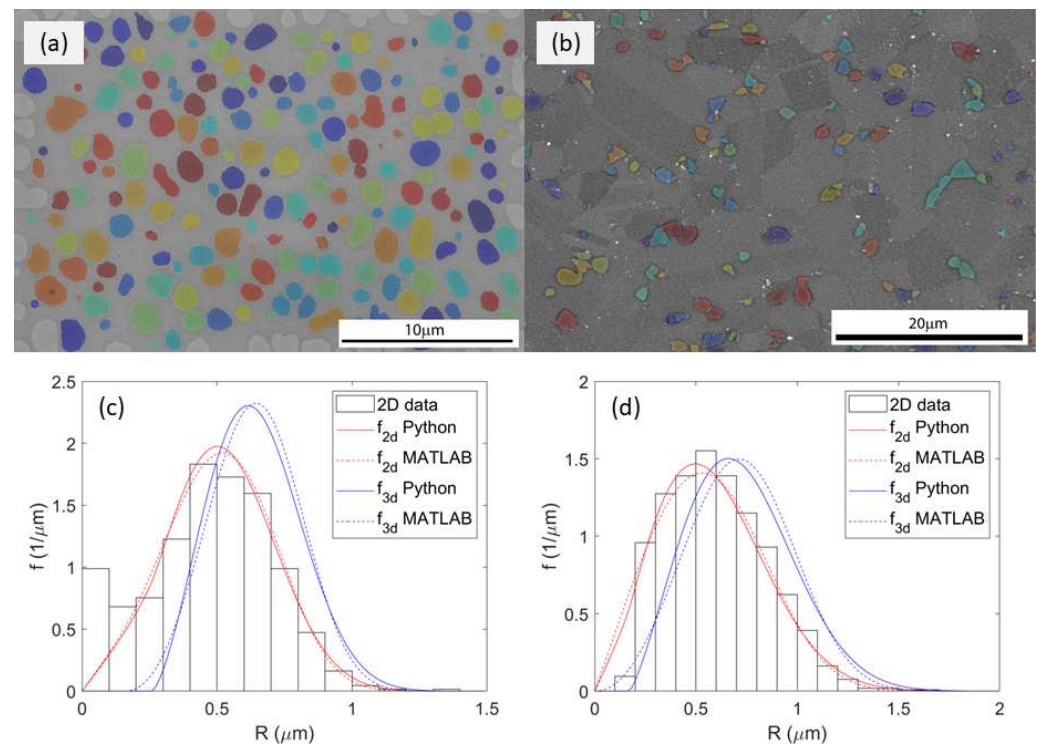 (a)
(b)
10μm
20μm
(c)
2.5
2
1.5
1
0.5
0
f (1/μm)
0
0.5
1
1.5
R (μm)
2D data
f2d Python
f2d MATLAB
f3d Python
f3d MATLAB
(d)
2
1.5
1
0.5
0
f (1/μm)
0
0.5
1
1.5
2
R (μm)
2D data
f2d Python
f2d MATLAB
f3d Python
f3d MATLAB